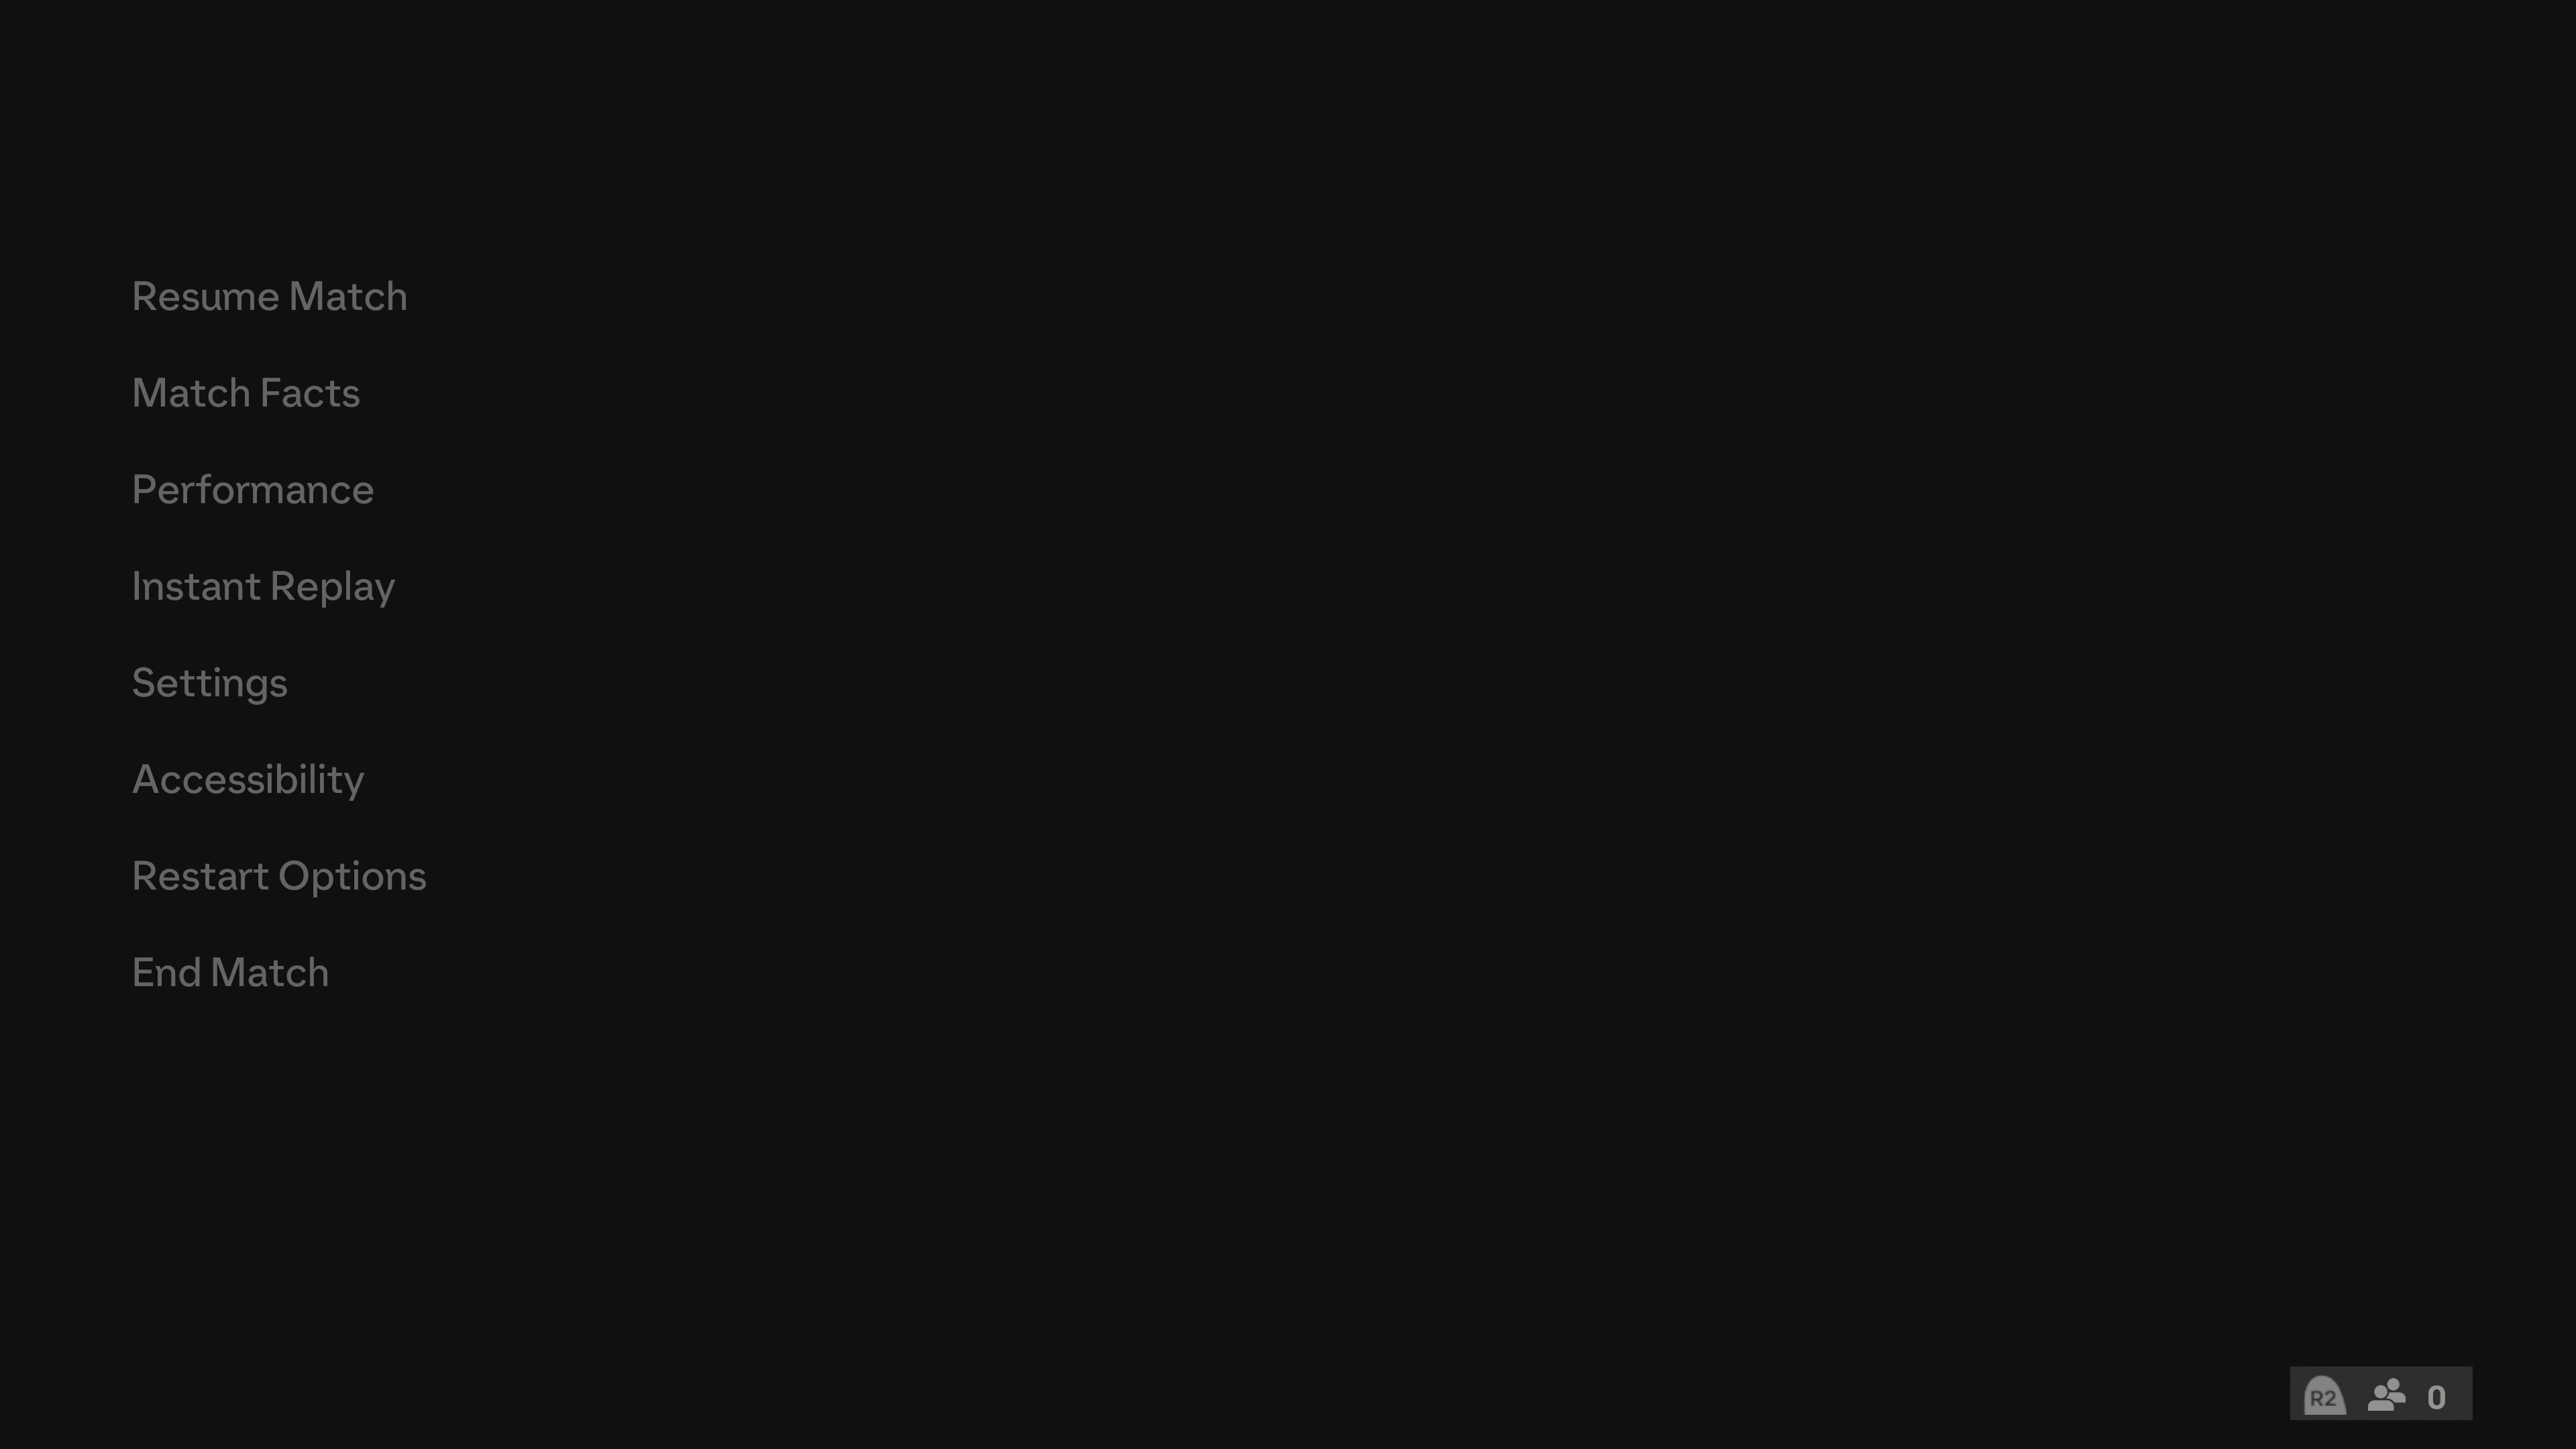 Resume Match
Match Facts
Performance
Instant Replay
Settings
Accessibility
Restart Options
End Match
R2 0